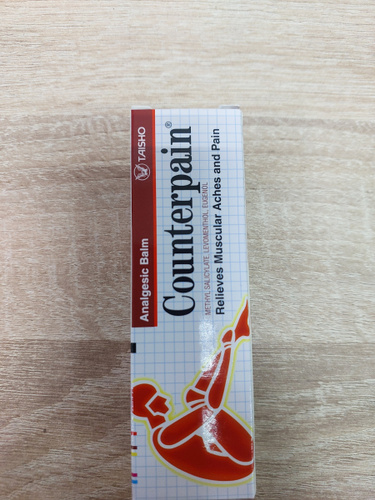 Analgesic Balm TAISHO
Counterpain®
METHYL SALICYLATE, LEVOMENTHOL, EUGENOL
Relieves Muscular Aches and Pain